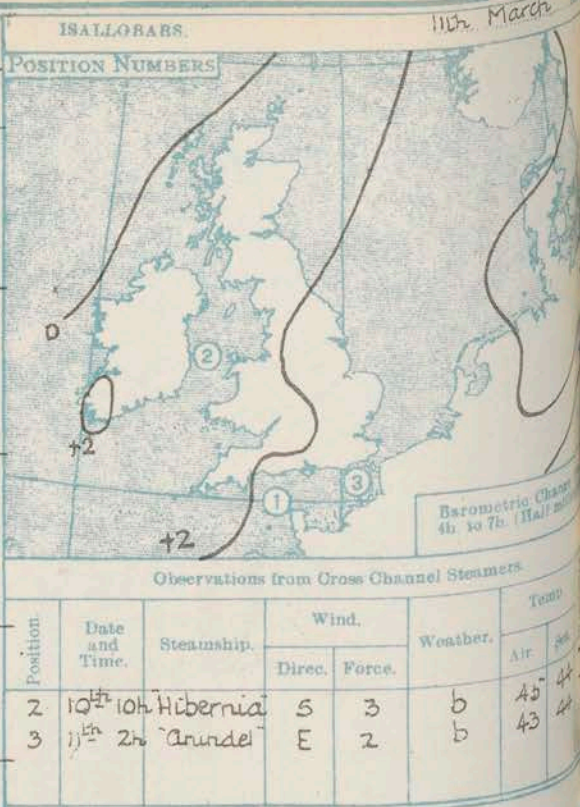 11th March
ISALLOBARS.
POSITION NUMBERS
0
2
+2
1
3
+2
Barometric
4h. to 7h. (Half
Observations from Cross Channel Steamers.
Position.
Date and Time.
Steamship.
Wind.
Direc.
Force.
Weather.
Temp
Air
Sea
2 10th 10h "Hibernia" S 3 b 45 44
3 11th 2h "Arundel" E 2 b 43